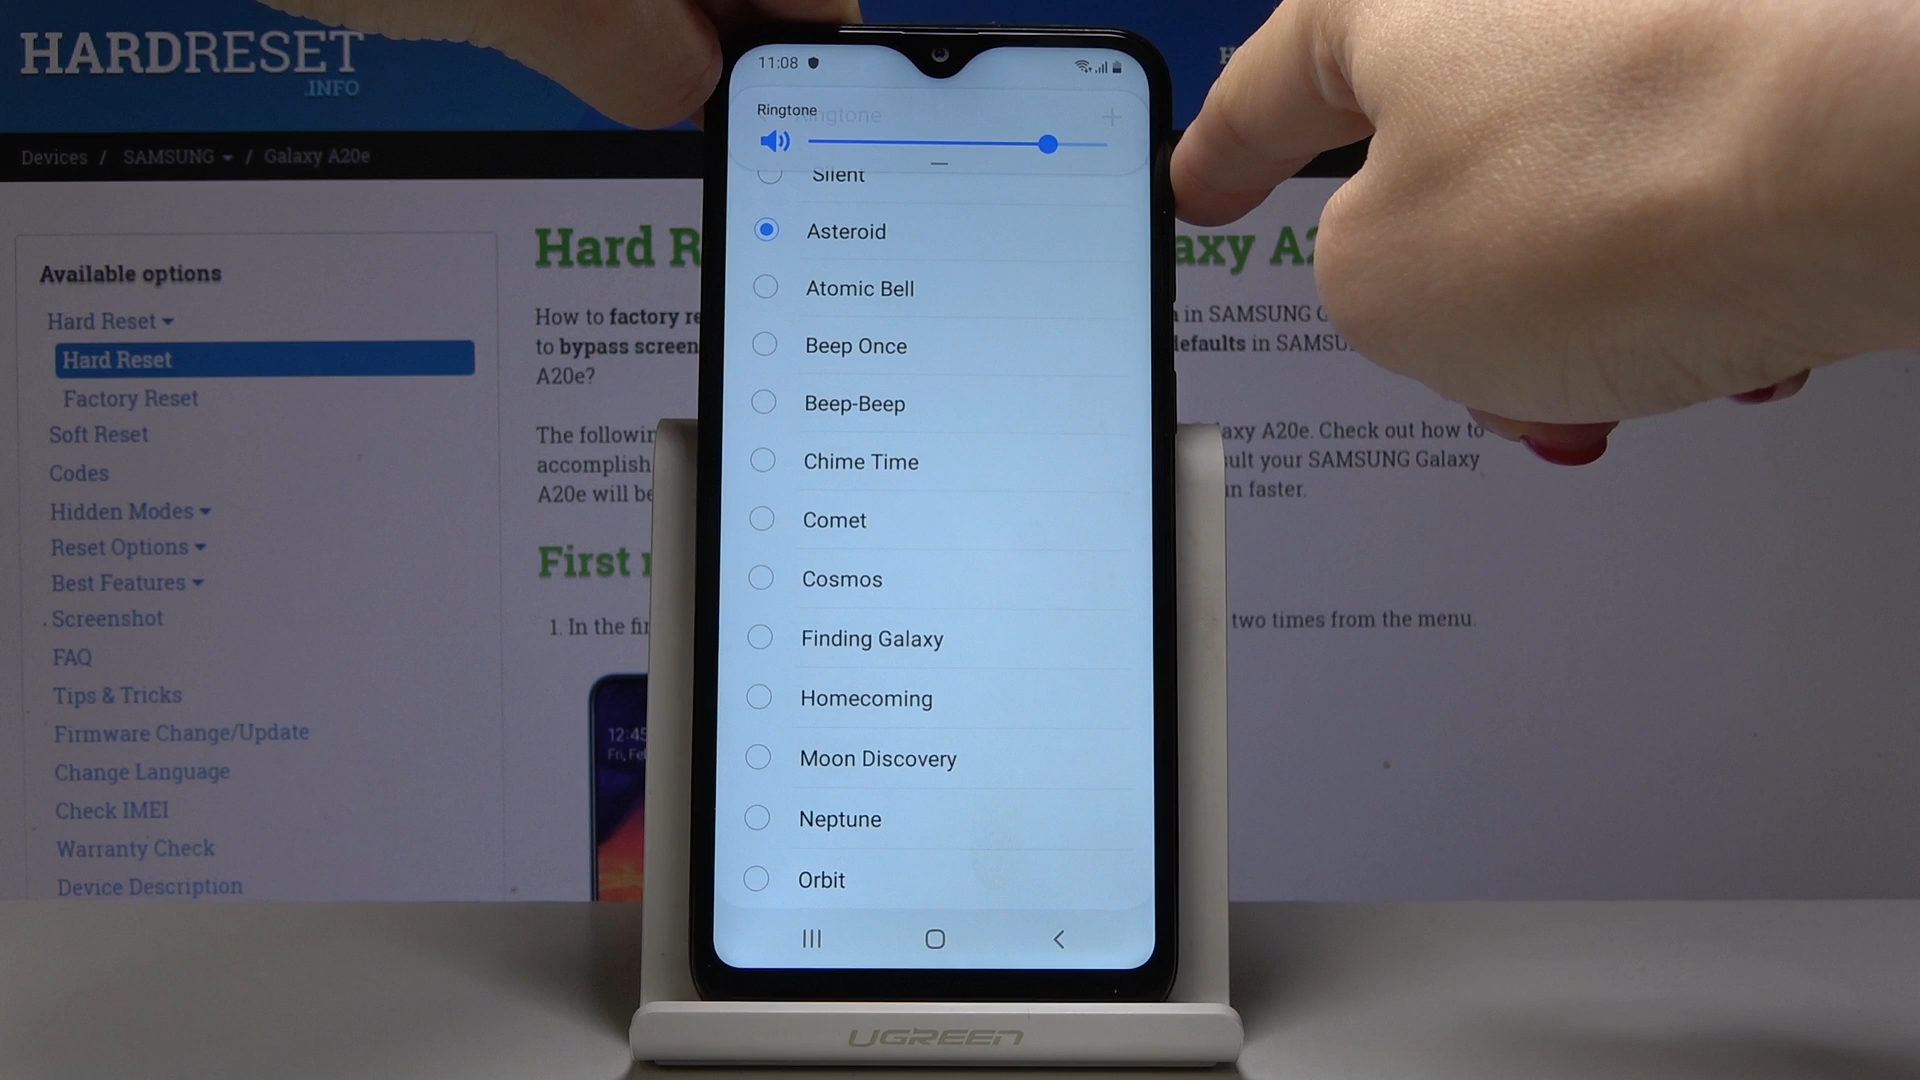 HARDRESET
.INFO
Devices / SAMSUNG / Galaxy A20e
Available options
Hard Reset
Hard Reset
Factory Reset
Soft Reset
Codes
Hidden Modes
Reset Options
Best Features
Screenshot
FAQ
Tips & Tricks
Firmware Change/Update
Change Language
Check IMEI
Warranty Check
Device Description
Hard R
How to factory re
to bypass screen
A20e?
The followin
accomplish
A20e will be
First
1. In the fir
12:45
Fri, Fe
11:08
Ringtone
Ringtone
Silent
Asteroid
Atomic Bell
Beep Once
Beep-Beep
Chime Time
Comet
Cosmos
Finding Galaxy
Homecoming
Moon Discovery
Neptune
Orbit
H
axy A2
in SAMSUNG G
defaults in SAMSU
axy A20e. Check out how to
ult your SAMSUNG Galaxy
in faster.
two times from the menu.
UGREEN